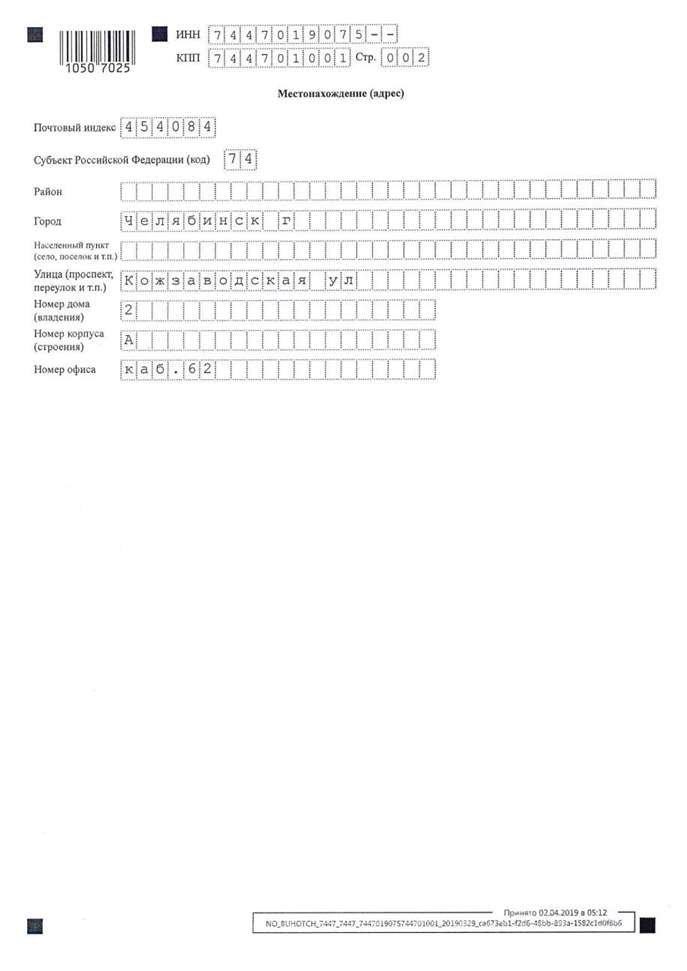 ИНН 7447019075--
1050 7025
КПП 744701001 Стр. 002
Местонахождение (адрес)
Почтовый индекс 454084
Субъект Российской Федерации (код) 74
Район
Город Челябинск г
Населенный пункт
(село, поселок и т.п.)
Улица (проспект,
переулок и т.п.) Кожзаводская ул
Номер дома
(владения) 2
Номер корпуса
(строения) А
Номер офиса каб.62
Принято 02.04.2019 в 05:12
NO_BUHOTCH_7447_7447_7447019075744701001_20190329_ca673eb1-f2d6-48bb-893a-1582c1d0f6b6